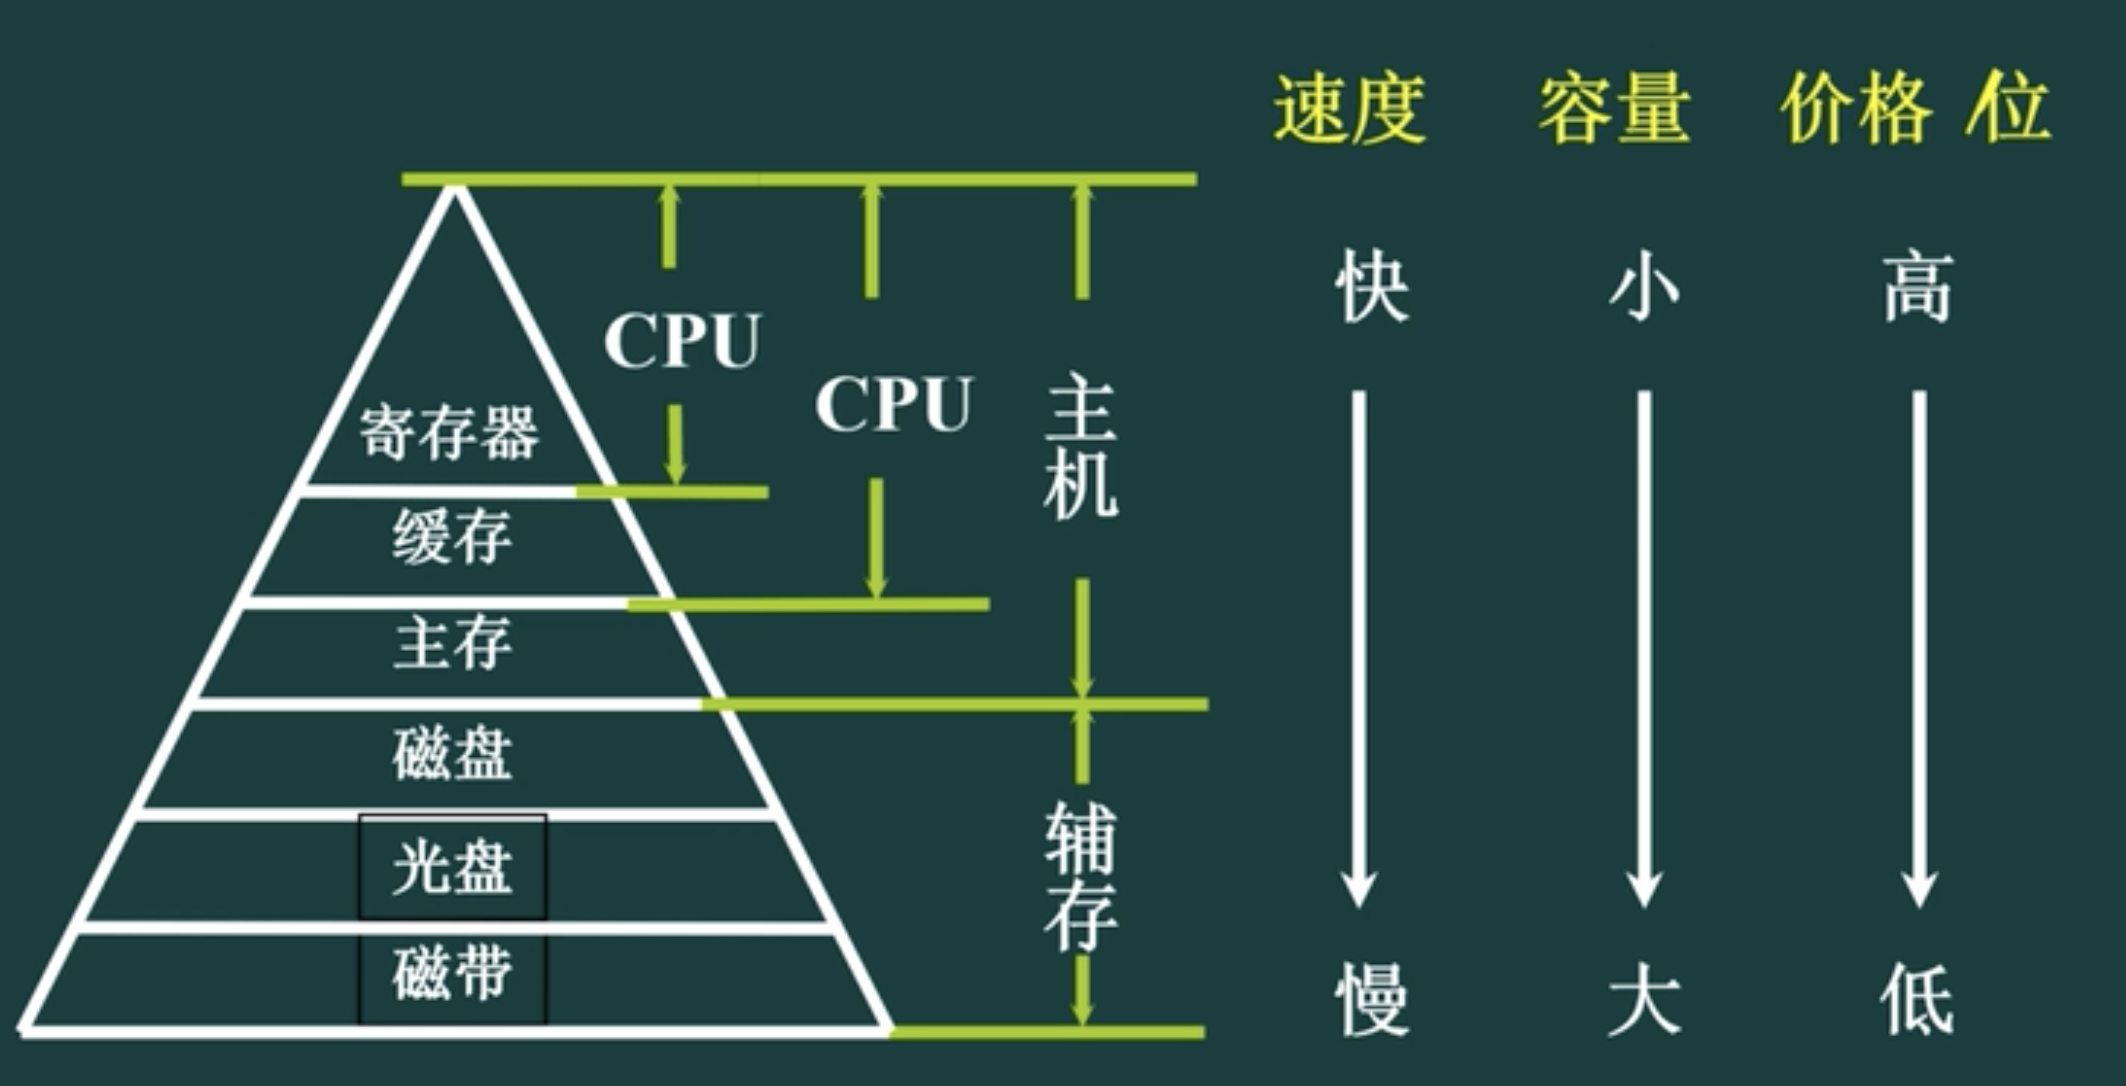 速度 容量 价格/位
快 小 高
CPU
CPU
主机
寄存器
缓存
主存
磁盘
光盘
磁带
辅存
慢 大 低